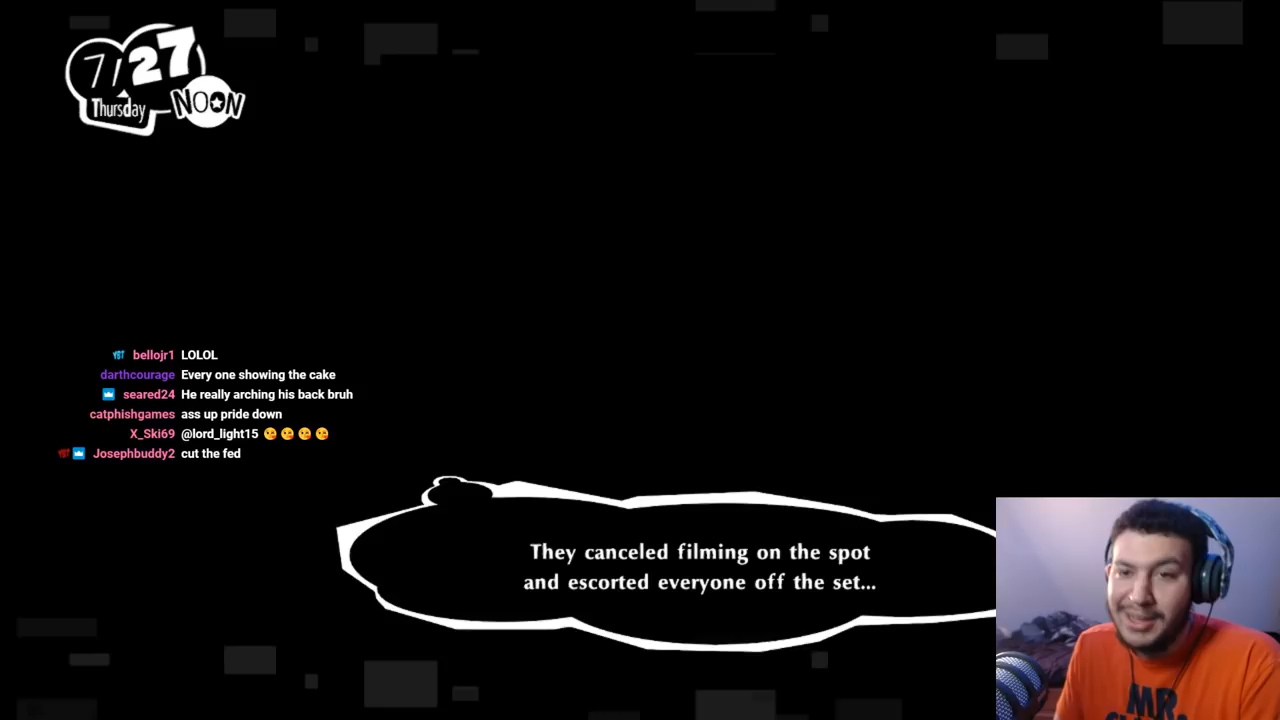 7/27
Thursday
NOON
bellojr1 LOLOL
darthcourage Every one showing the cake
seared24 He really arching his back bruh
catphishgames ass up pride down
X_Ski69 @lord_light15 😘 😘 😘 😘
Josephbuddy2 cut the fed
They canceled filming on the spot
and escorted everyone off the set...
MR